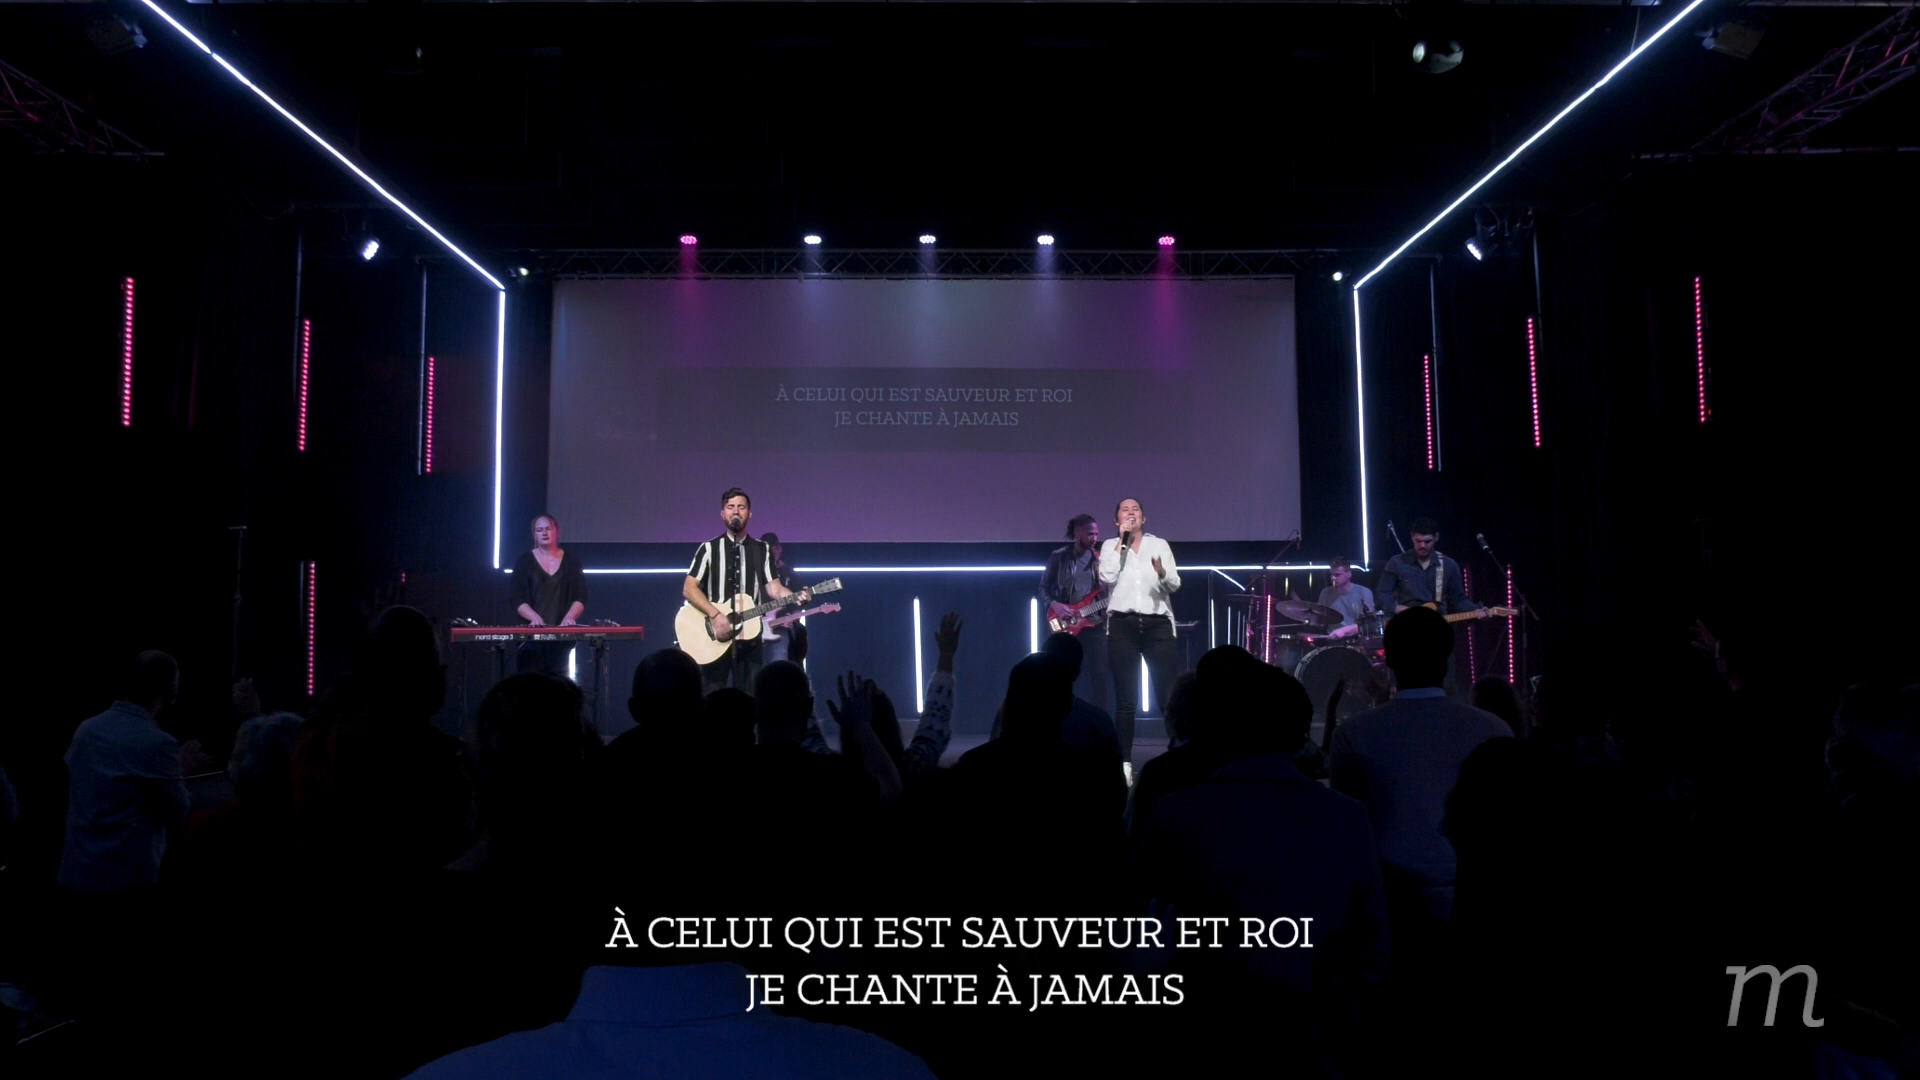 À CELUI QUI EST SAUVEUR ET ROI
JE CHANTE À JAMAIS
nord stage 3
À CELUI QUI EST SAUVEUR ET ROI
JE CHANTE À JAMAIS
m